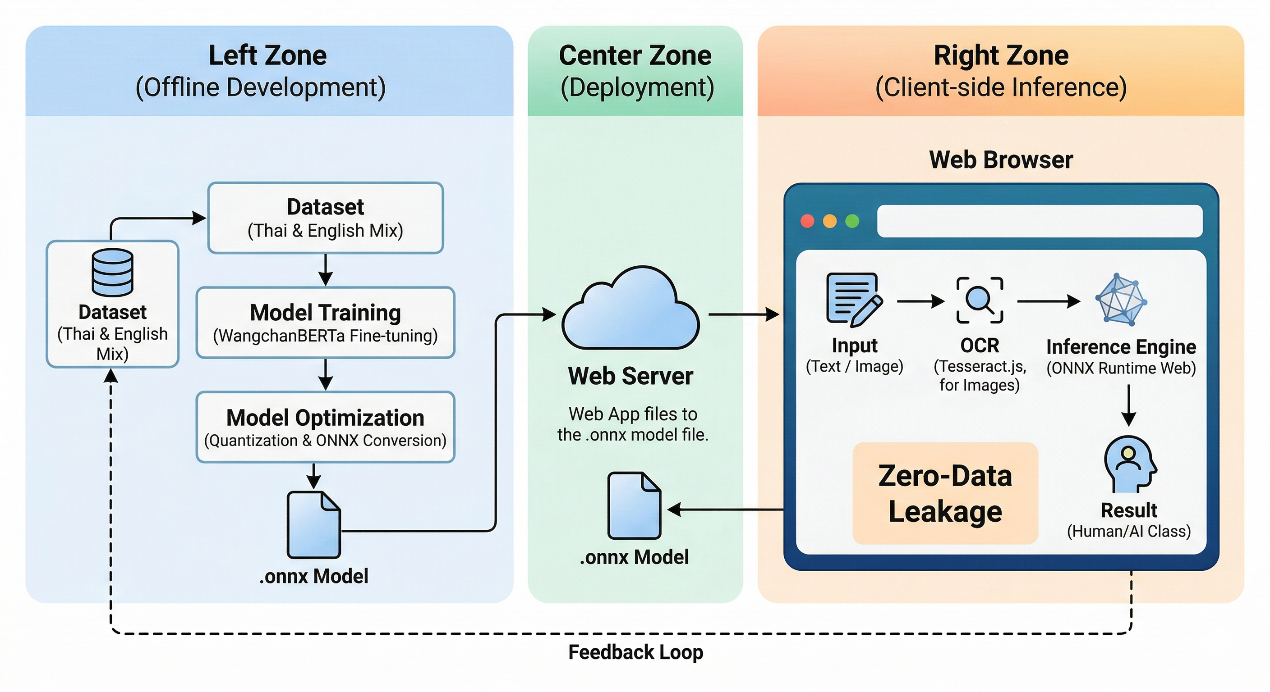 Left Zone
(Offline Development)
Center Zone
(Deployment)
Right Zone
(Client-side Inference)
Dataset
(Thai & English
Mix)
Dataset
(Thai & English Mix)
Model Training
(WangchanBERTa Fine-tuning)
Model Optimization
(Quantization & ONNX Conversion)
.onnx Model
Web Server
Web App files to
the .onnx model file.
.onnx Model
Web Browser
Input
(Text / Image)
OCR
(Tesseract.js,
for Images)
Inference Engine
(ONNX Runtime Web)
Zero-Data
Leakage
Result
(Human/AI Class)
Feedback Loop